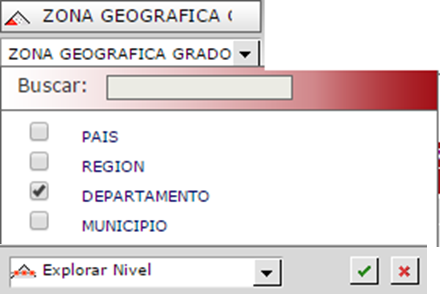 ZONA GEOGRAFICA
ZONA GEOGRAFICA GRADO
Buscar:
PAIS
REGION
DEPARTAMENTO
MUNICIPIO
Explorar Nivel